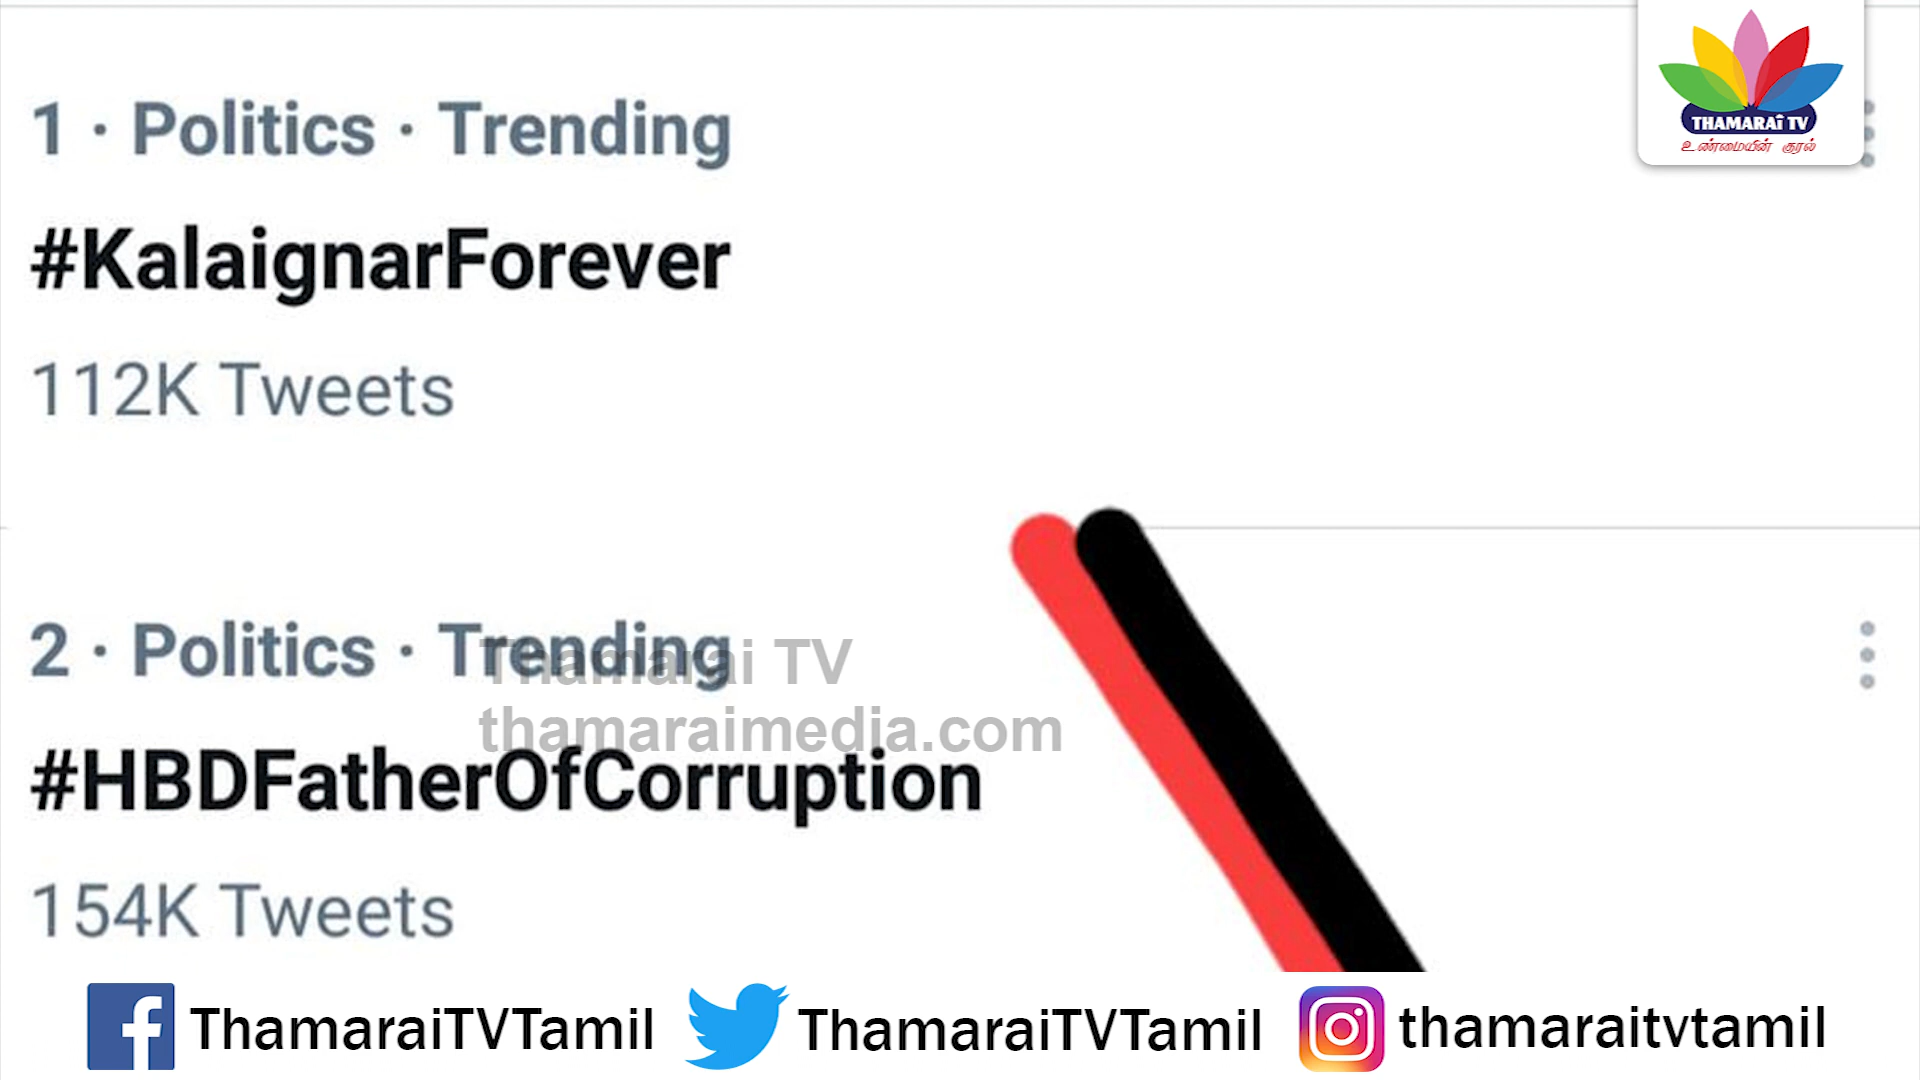 THAMARAI TV
உண்மையின் குரல்
1 · Politics · Trending
#KalaignarForever
112K Tweets
2 · Politics · Trending
Thamarai TV
thamaraimedia.com
#HBDFatherOfCorruption
154K Tweets
ThamaraiTVTamil
ThamaraiTVTamil
thamaraitvtamil